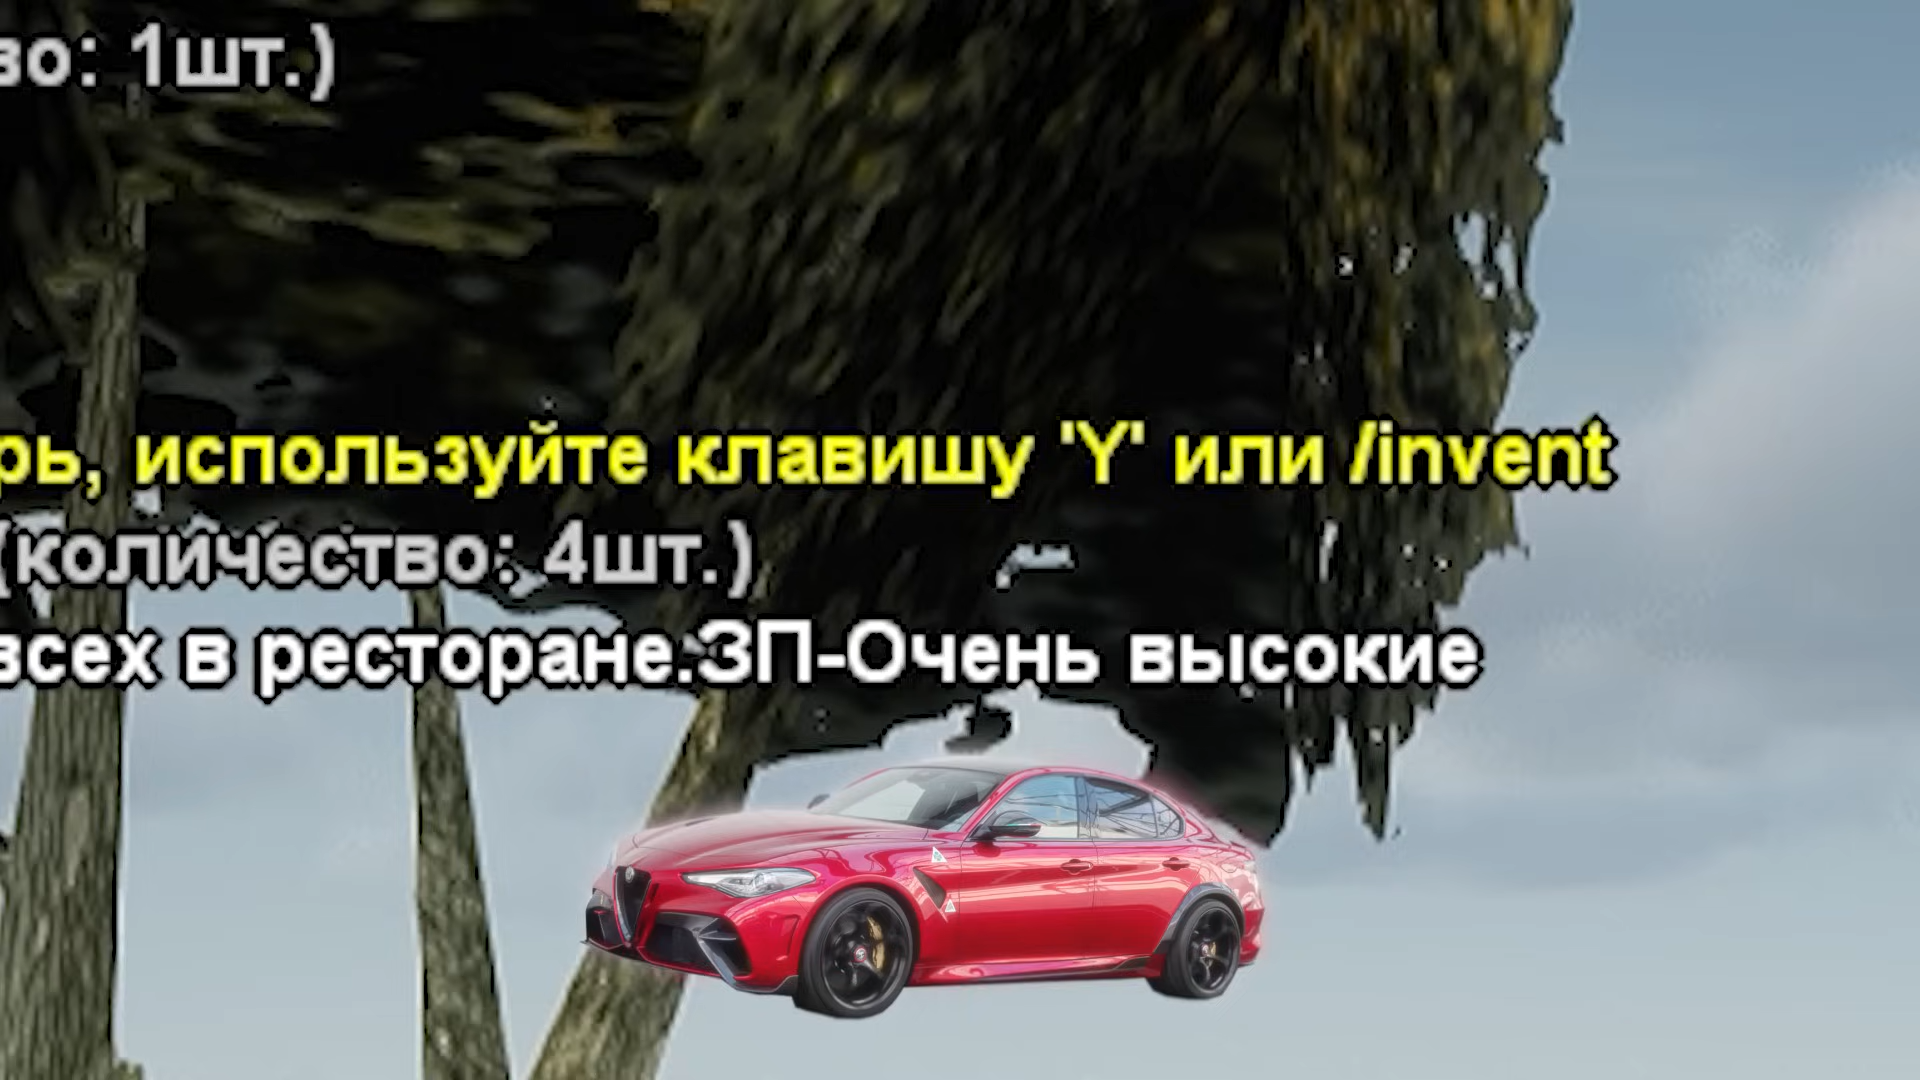 во: 1шт.)
рь, используйте клавишу 'Y' или /invent
(количество: 4шт.)
всех в ресторане.ЗП-Очень высокие